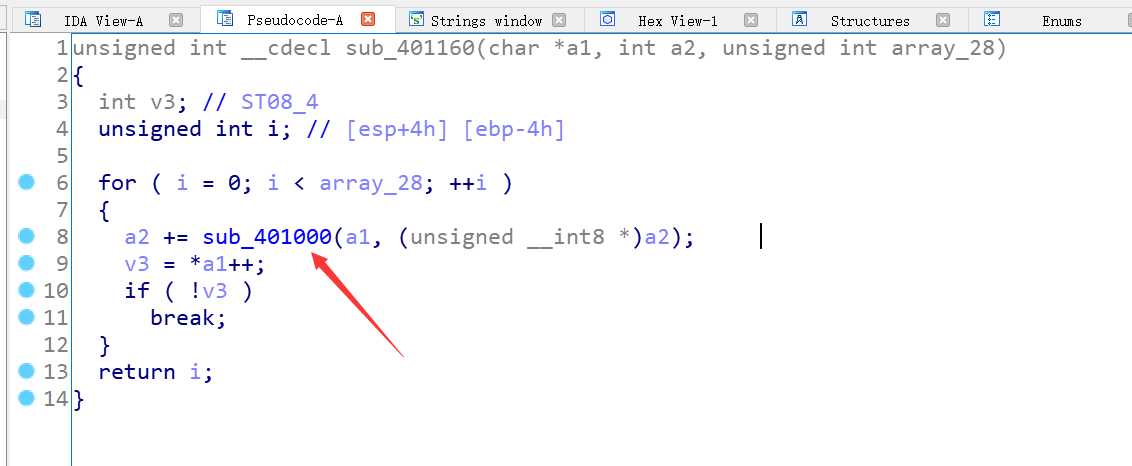 IDA View-A Pseudocode-A Strings window Hex View-1 Structures Enums
1 unsigned int __cdecl sub_401160(char *a1, int a2, unsigned int array_28)
2 {
3   int v3; // ST08_4
4   unsigned int i; // [esp+4h] [ebp-4h]
5
6   for ( i = 0; i < array_28; ++i )
7   {
8     a2 += sub_401000(a1, (unsigned __int8 *)a2);
9     v3 = *a1++;
10     if ( !v3 )
11       break;
12   }
13   return i;
14 }